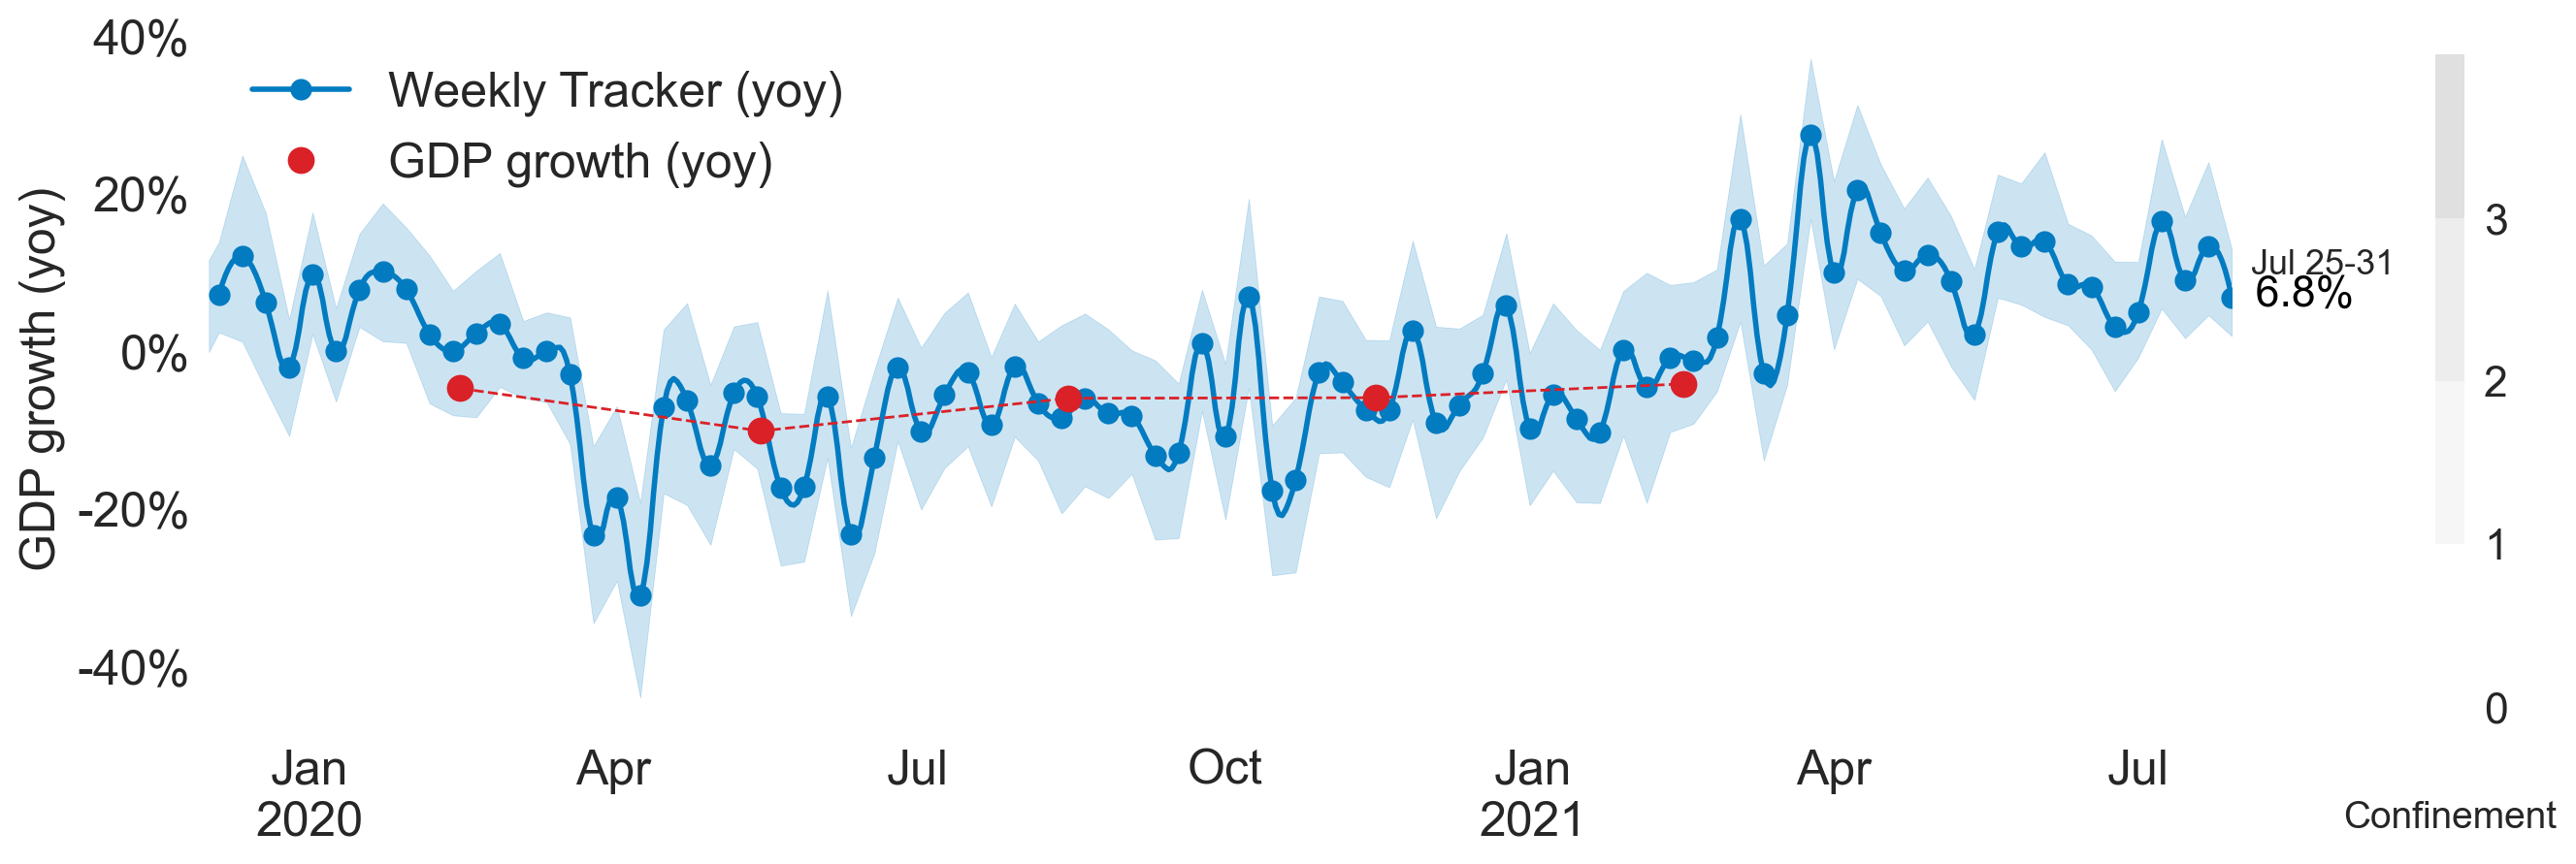 40%
20%
0%
-20%
-40%
GDP growth (yoy)
Weekly Tracker (yoy)
GDP growth (yoy)
Jul 25-31
6.8%
3
2
1
0
Jan Apr Jul Oct Jan Apr Jul
2020 2021
Confinement